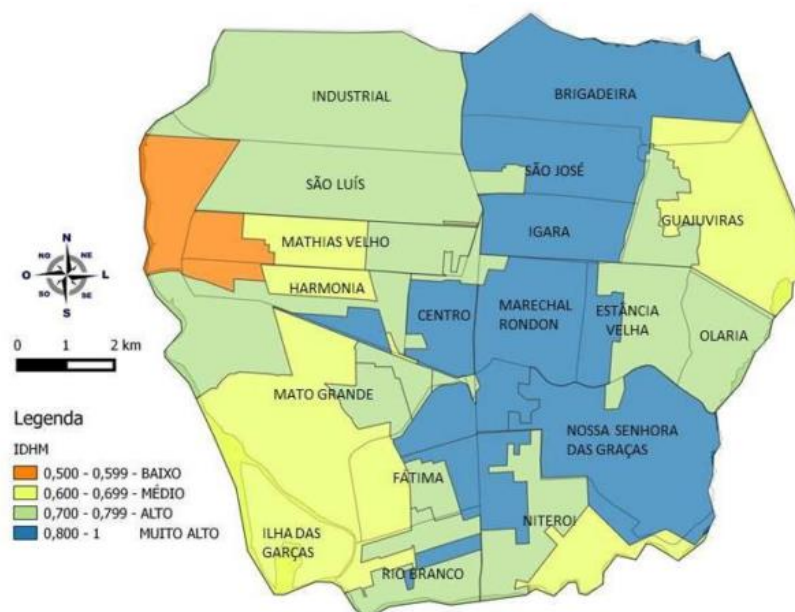 INDUSTRIAL
BRIGADEIRA
SÃO LUÍS
SÃO JOSÉ
GUAJUVIRAS
IGARA
MATHIAS VELHO
HARMONIA
CENTRO
MARECHAL
RONDON
ESTÂNCIA
VELHA
OLARIA
MATO GRANDE
NOSSA SENHORA
DAS GRAÇAS
FÁTIMA
NITEROI
ILHA DAS
GARÇAS
RIO BRANCO
N
NO
NE
O
L
SO
SE
S
0 1 2 km
Legenda
IDHM
0,500 - 0,599 - BAIXO
0,600 - 0,699 - MÉDIO
0,700 - 0,799 - ALTO
0,800 - 1 MUITO ALTO